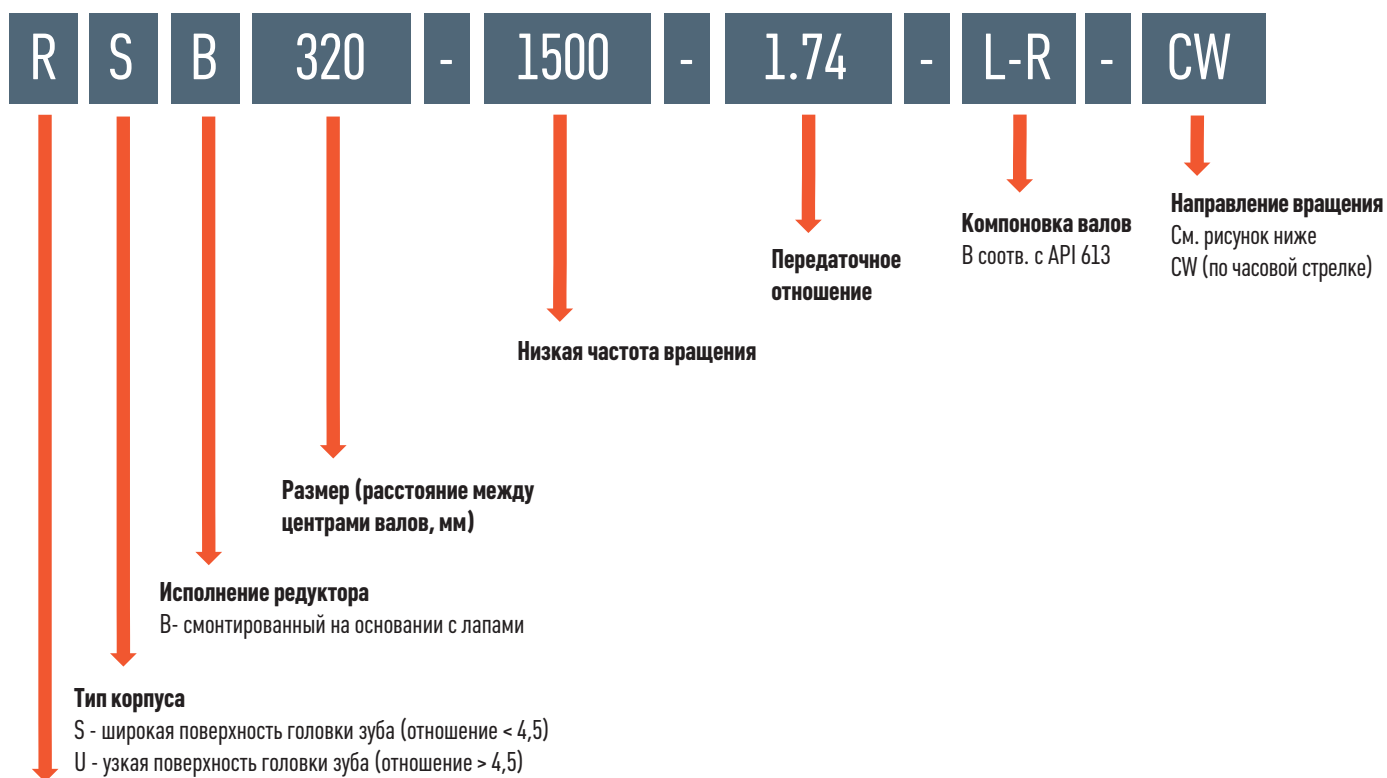 R S B 320 - 1500 - 1.74 - L-R - CW
Направление вращения
См. рисунок ниже
CW (по часовой стрелке)
Компоновка валов
В соотв. с API 613
Передаточное
отношение
Низкая частота вращения
Размер (расстояние между
центрами валов, мм)
Исполнение редуктора
В- смонтированный на основании с лапами
Тип корпуса
S - широкая поверхность головки зуба (отношение < 4,5)
U - узкая поверхность головки зуба (отношение > 4,5)